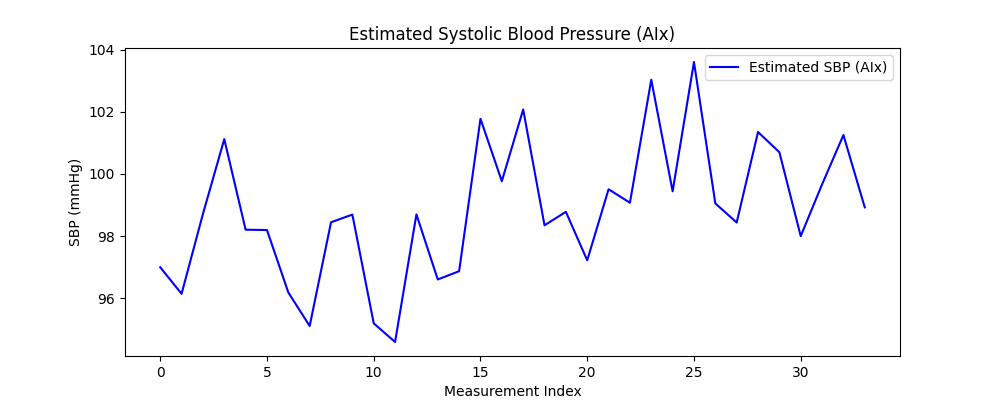 Estimated Systolic Blood Pressure (AIx)
Estimated SBP (AIx)
SBP (mmHg)
104
102
100
98
96
0 5 10 15 20 25 30
Measurement Index